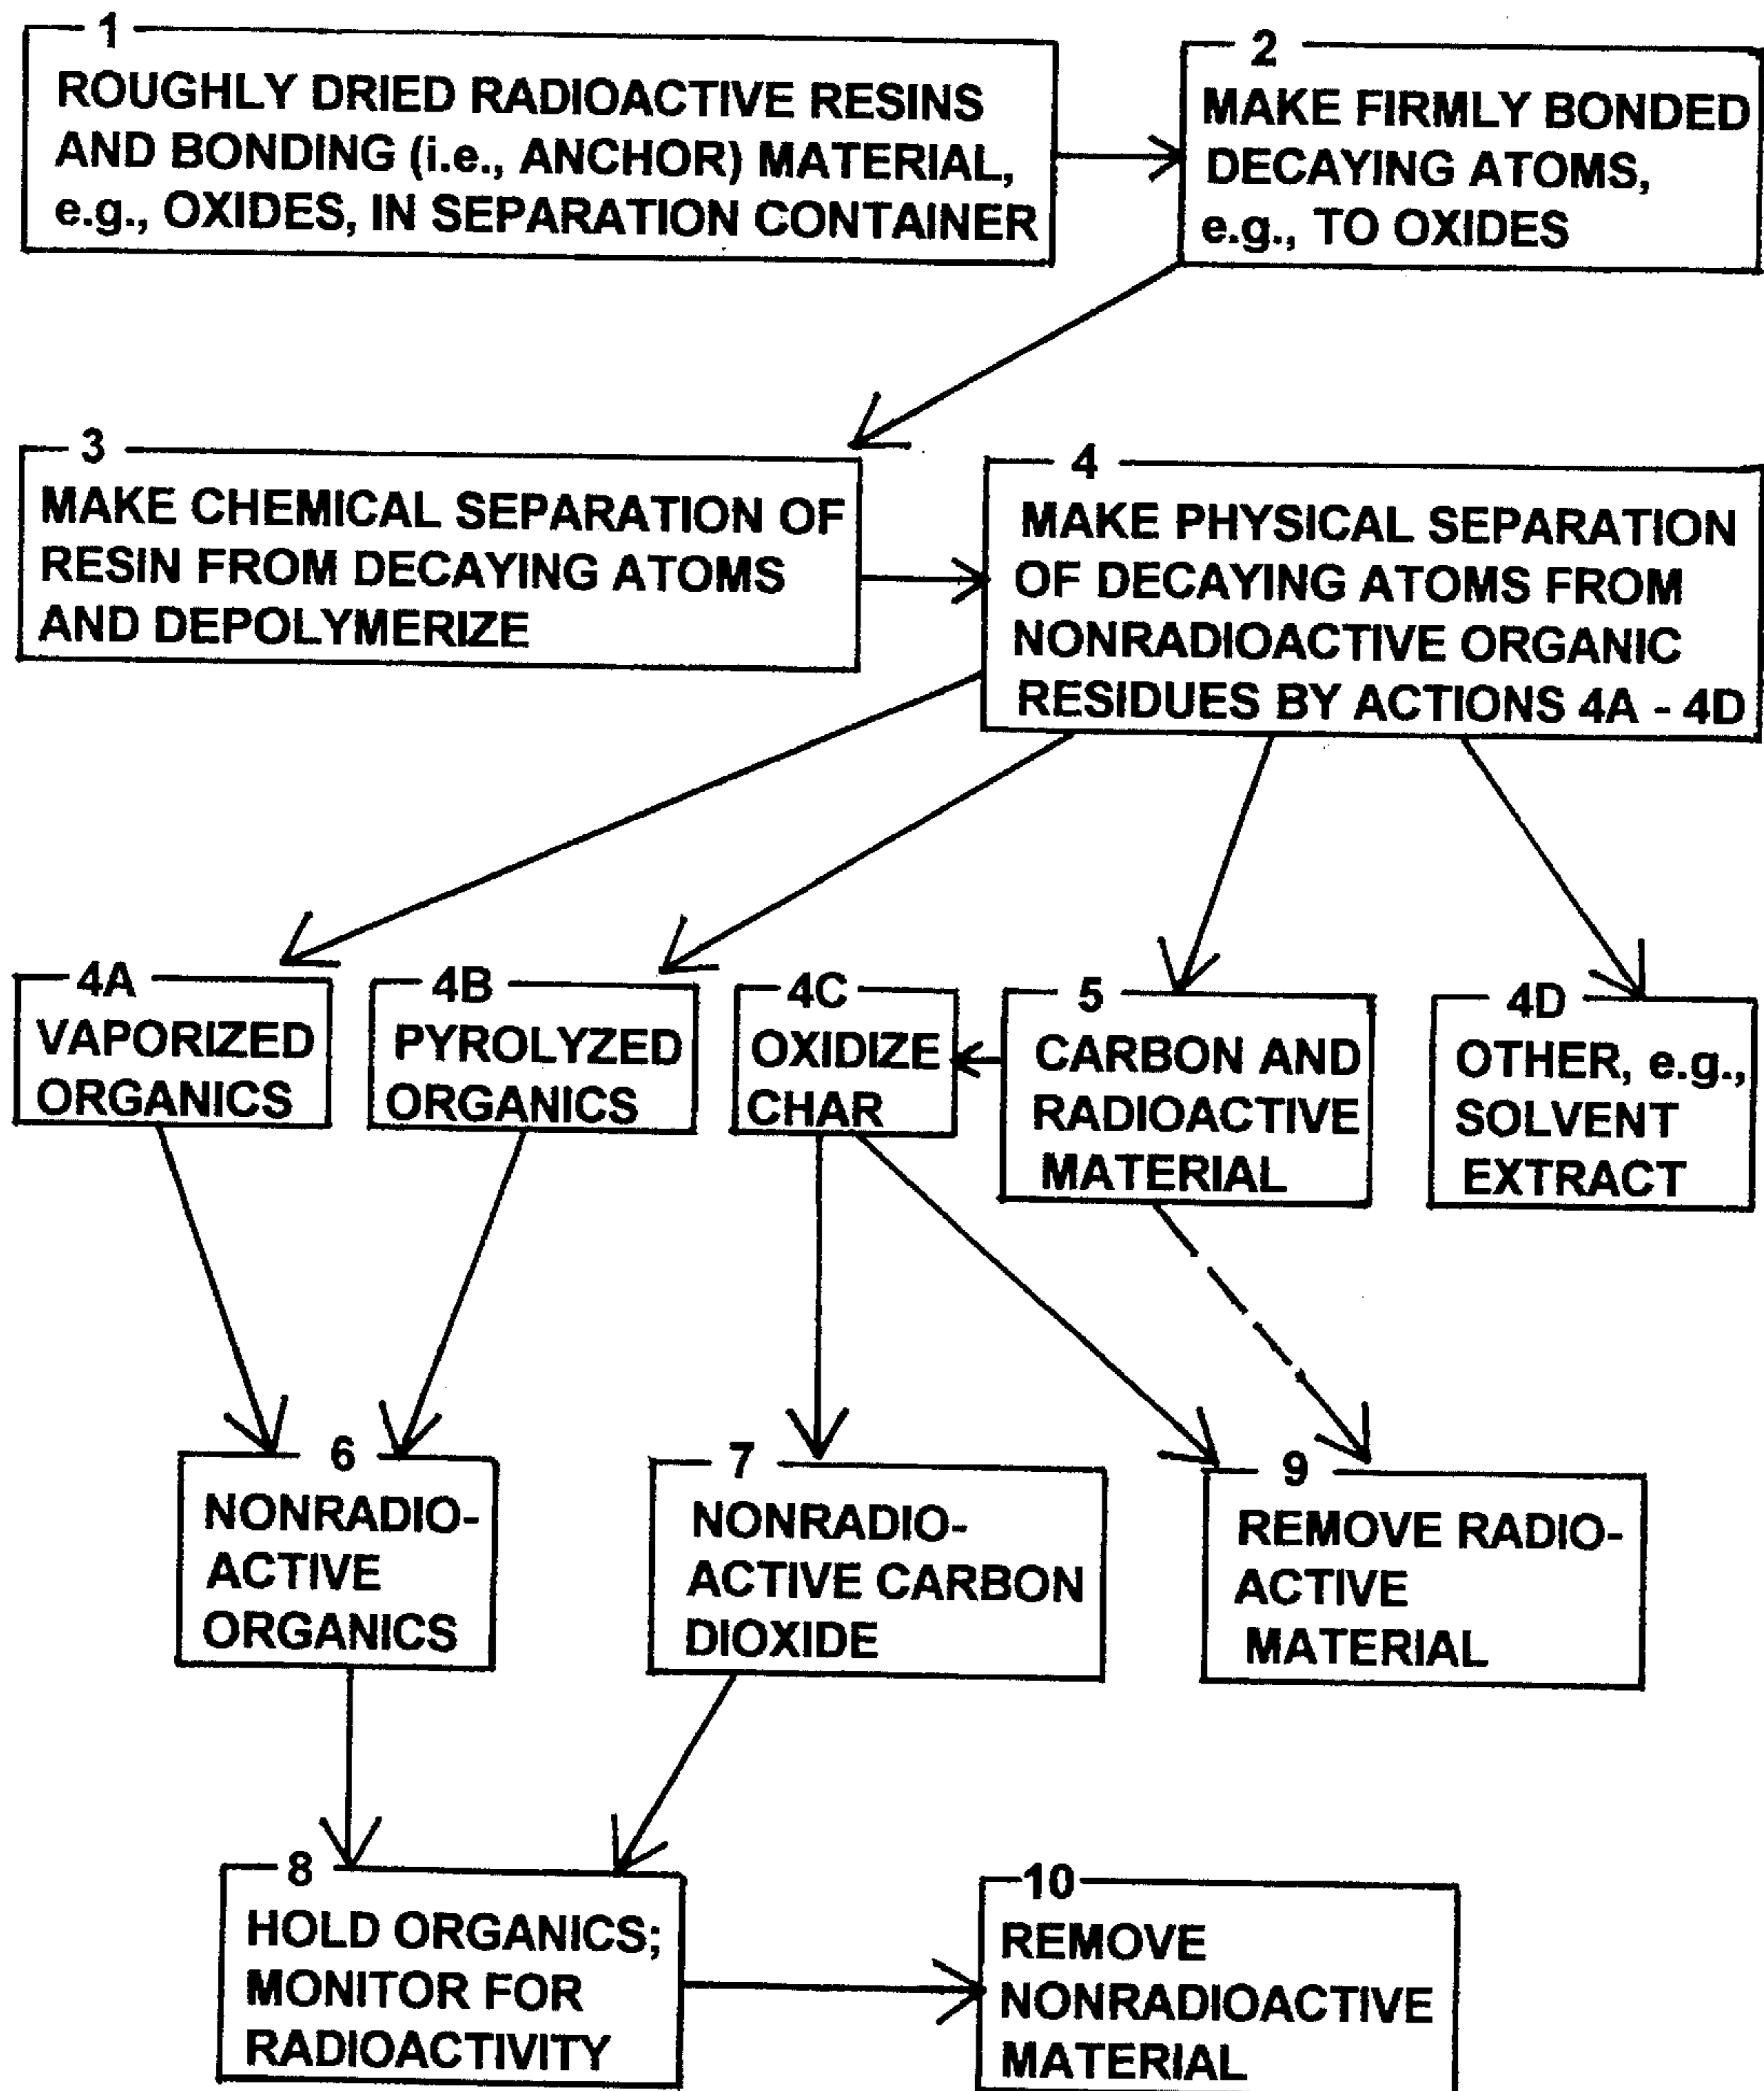 1
ROUGHLY DRIED RADIOACTIVE RESINS
AND BONDING (i.e., ANCHOR) MATERIAL,
e.g., OXIDES, IN SEPARATION CONTAINER
2
MAKE FIRMLY BONDED
DECAYING ATOMS,
e.g., TO OXIDES
3
MAKE CHEMICAL SEPARATION OF
RESIN FROM DECAYING ATOMS
AND DEPOLYMERIZE
4
MAKE PHYSICAL SEPARATION
OF DECAYING ATOMS FROM
NONRADIOACTIVE ORGANIC
RESIDUES BY ACTIONS 4A - 4D
4A
VAPORIZED
ORGANICS
4B
PYROLYZED
ORGANICS
4C
OXIDIZE
CHAR
5
CARBON AND
RADIOACTIVE
MATERIAL
4D
OTHER, e.g.,
SOLVENT
EXTRACT
6
NONRADIO-
ACTIVE
ORGANICS
7
NONRADIO-
ACTIVE CARBON
DIOXIDE
9
REMOVE RADIO-
ACTIVE
MATERIAL
8
HOLD ORGANICS;
MONITOR FOR
RADIOACTIVITY
10
REMOVE
NONRADIOACTIVE
MATERIAL